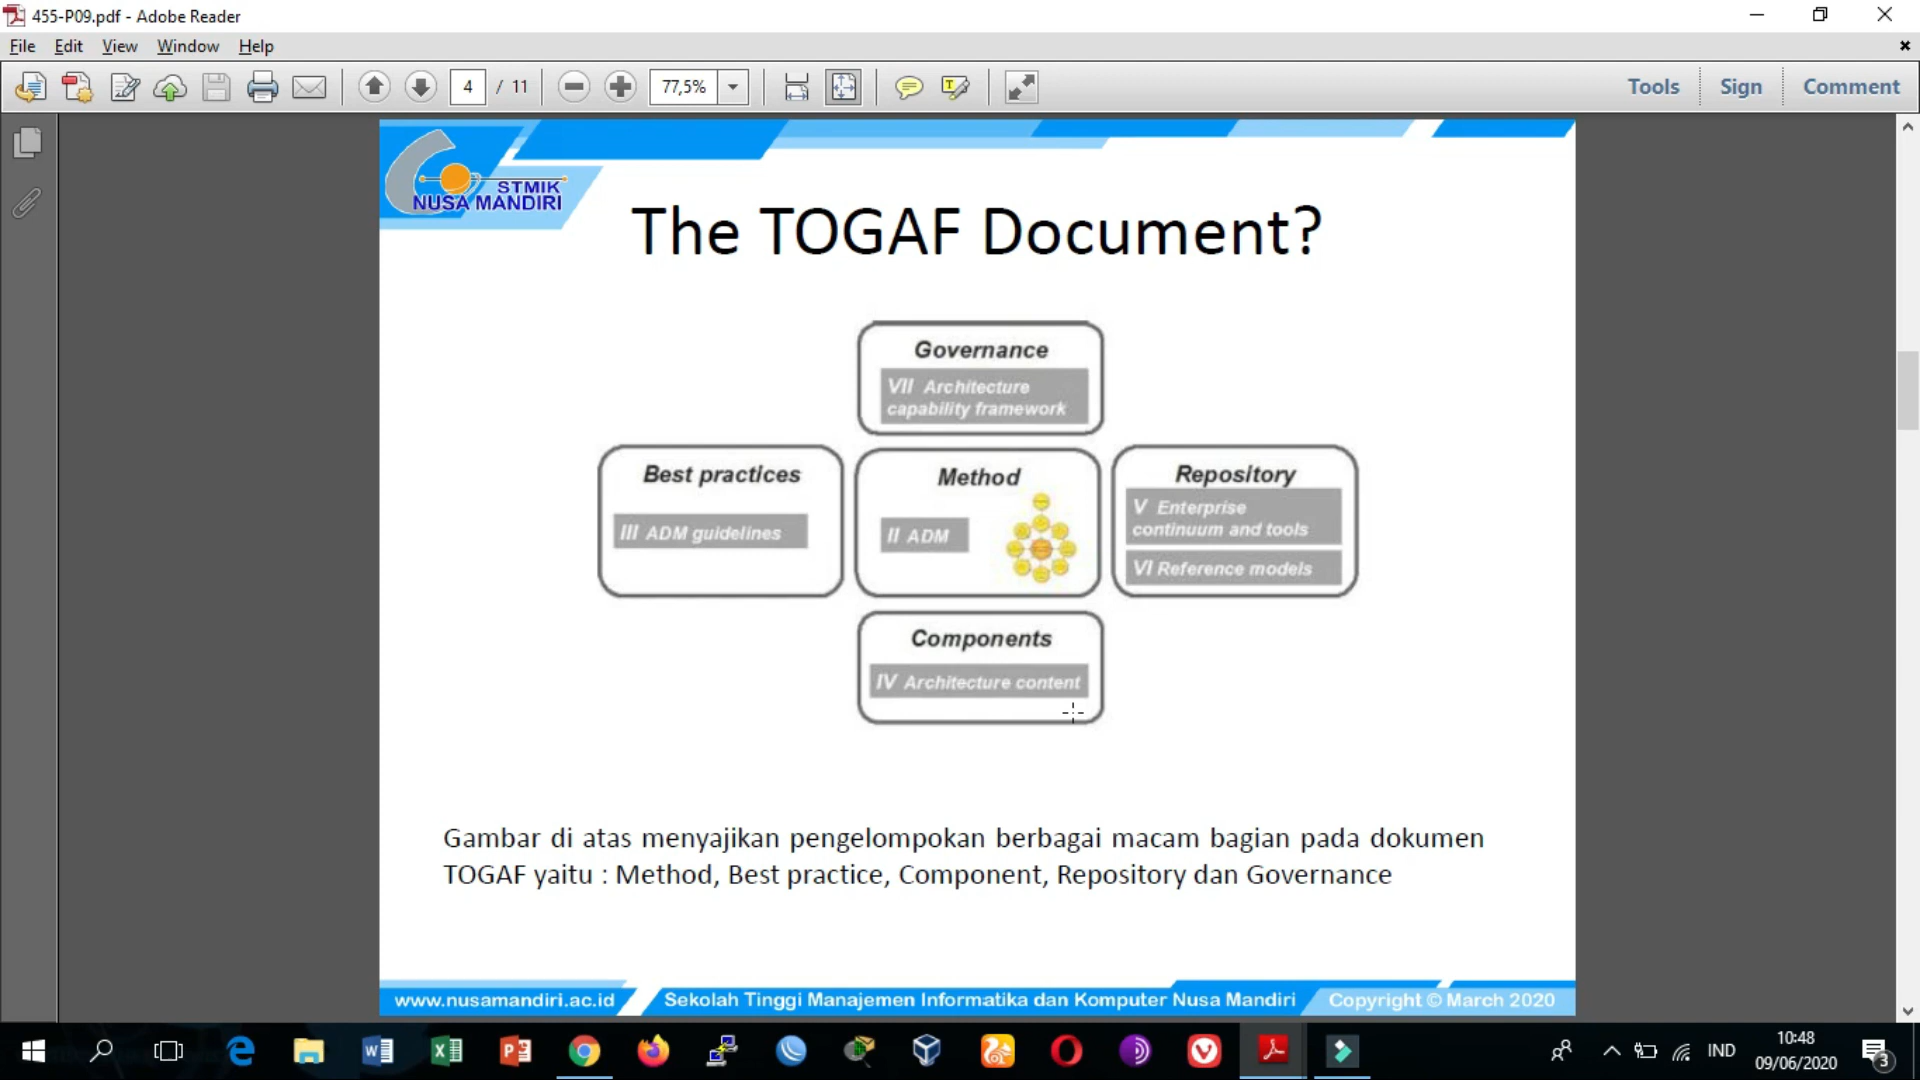 455-P09.pdf - Adobe Reader
File Edit View Window Help
4 / 11 77,5% Tools Sign Comment
STMIK
NUSA MANDIRI
The TOGAF Document?
Governance
VII Architecture
capability framework
Best practices
III ADM guidelines
Method
II ADM
Repository
V Enterprise
continuum and tools
VI Reference models
Components
IV Architecture content
Gambar di atas menyajikan pengelompokan berbagai macam bagian pada dokumen
TOGAF yaitu : Method, Best practice, Component, Repository dan Governance
www.nusamandiri.ac.id Sekolah Tinggi Manajemen Informatika dan Komputer Nusa Mandiri Copyright © March 2020
IND
10:48
09/06/2020
3